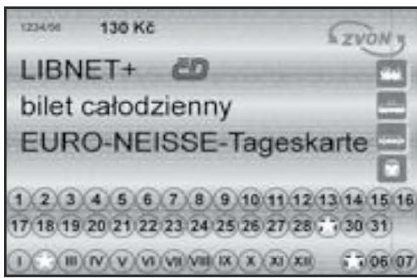 1234/56 130 Kč ZVON
LIBNET+ ČD
bilet całodzienny
EURO-NEISSE-Tageskarte
1 2 3 4 5 6 7 8 9 10 11 12 13 14 15 16
17 18 19 20 21 22 23 24 25 26 27 28 30 31
I III IV V VI VII VIII IX X XI XII 06 07